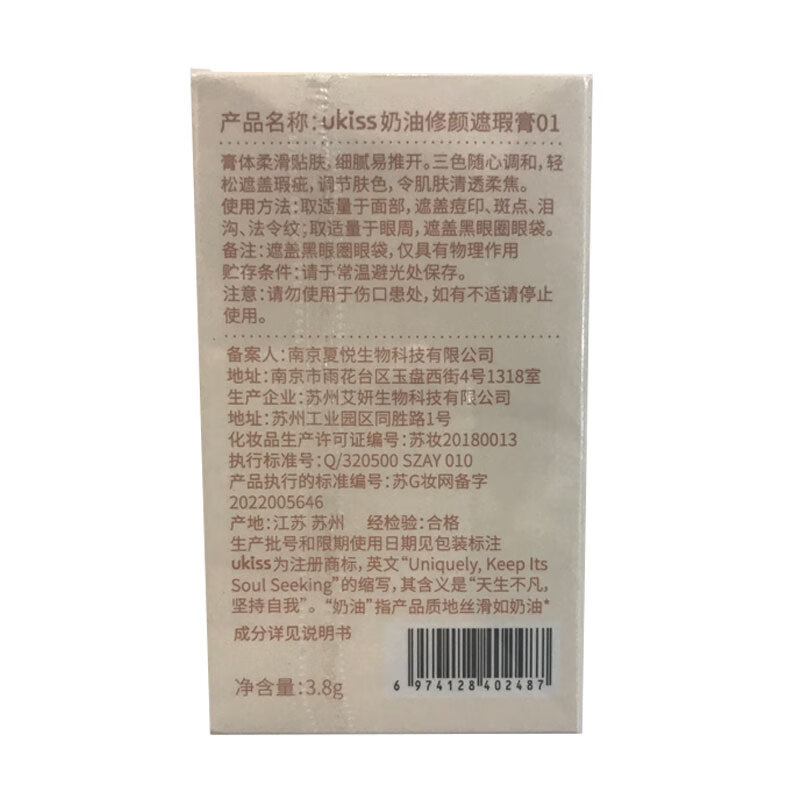 产品名称：ukiss奶油修颜遮瑕膏01
膏体柔滑贴肤，细腻易推开。三色随心调和，轻
松遮盖瑕疵，调节肤色，令肌肤清透柔焦。
使用方法：取适量于面部，遮盖痘印、斑点、泪
沟、法令纹；取适量于眼周，遮盖黑眼圈眼袋。
备注：遮盖黑眼圈眼袋，仅具有物理作用
贮存条件：请于常温避光处保存。
注意：请勿使用于伤口患处，如有不适请停止
使用。
备案人：南京夏悦生物科技有限公司
地址：南京市雨花台区玉盘西街4号1318室
生产企业：苏州艾妍生物科技有限公司
地址：苏州工业园区同胜路1号
化妆品生产许可证编号：苏妆20180013
执行标准号：Q/320500 SZAY 010
产品执行的标准编号：苏G妆网备字
2022005646
产地：江苏 苏州 经检验：合格
生产批号和限期使用日期见包装标注
ukiss为注册商标，英文“Uniquely, Keep Its
Soul Seeking”的缩写，其含义是“天生不凡，
坚持自我”。“奶油”指产品质地丝滑如奶油*
成分详见说明书
净含量：3.8g
6 974128 402487